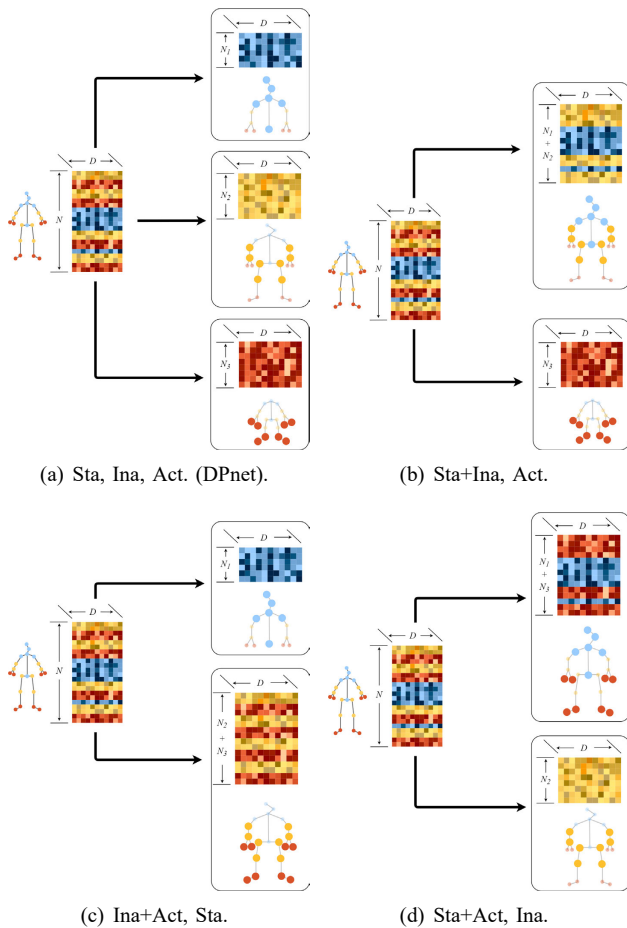 D
N1
D
N
D
N2
D
N3
(a) Sta, Ina, Act. (DPnet).
D
N1
+
N2
D
N
D
N3
(b) Sta+Ina, Act.
D
N1
D
N
D
N2
+
N3
(c) Ina+Act, Sta.
D
N1
+
N3
D
N
D
N2
(d) Sta+Act, Ina.